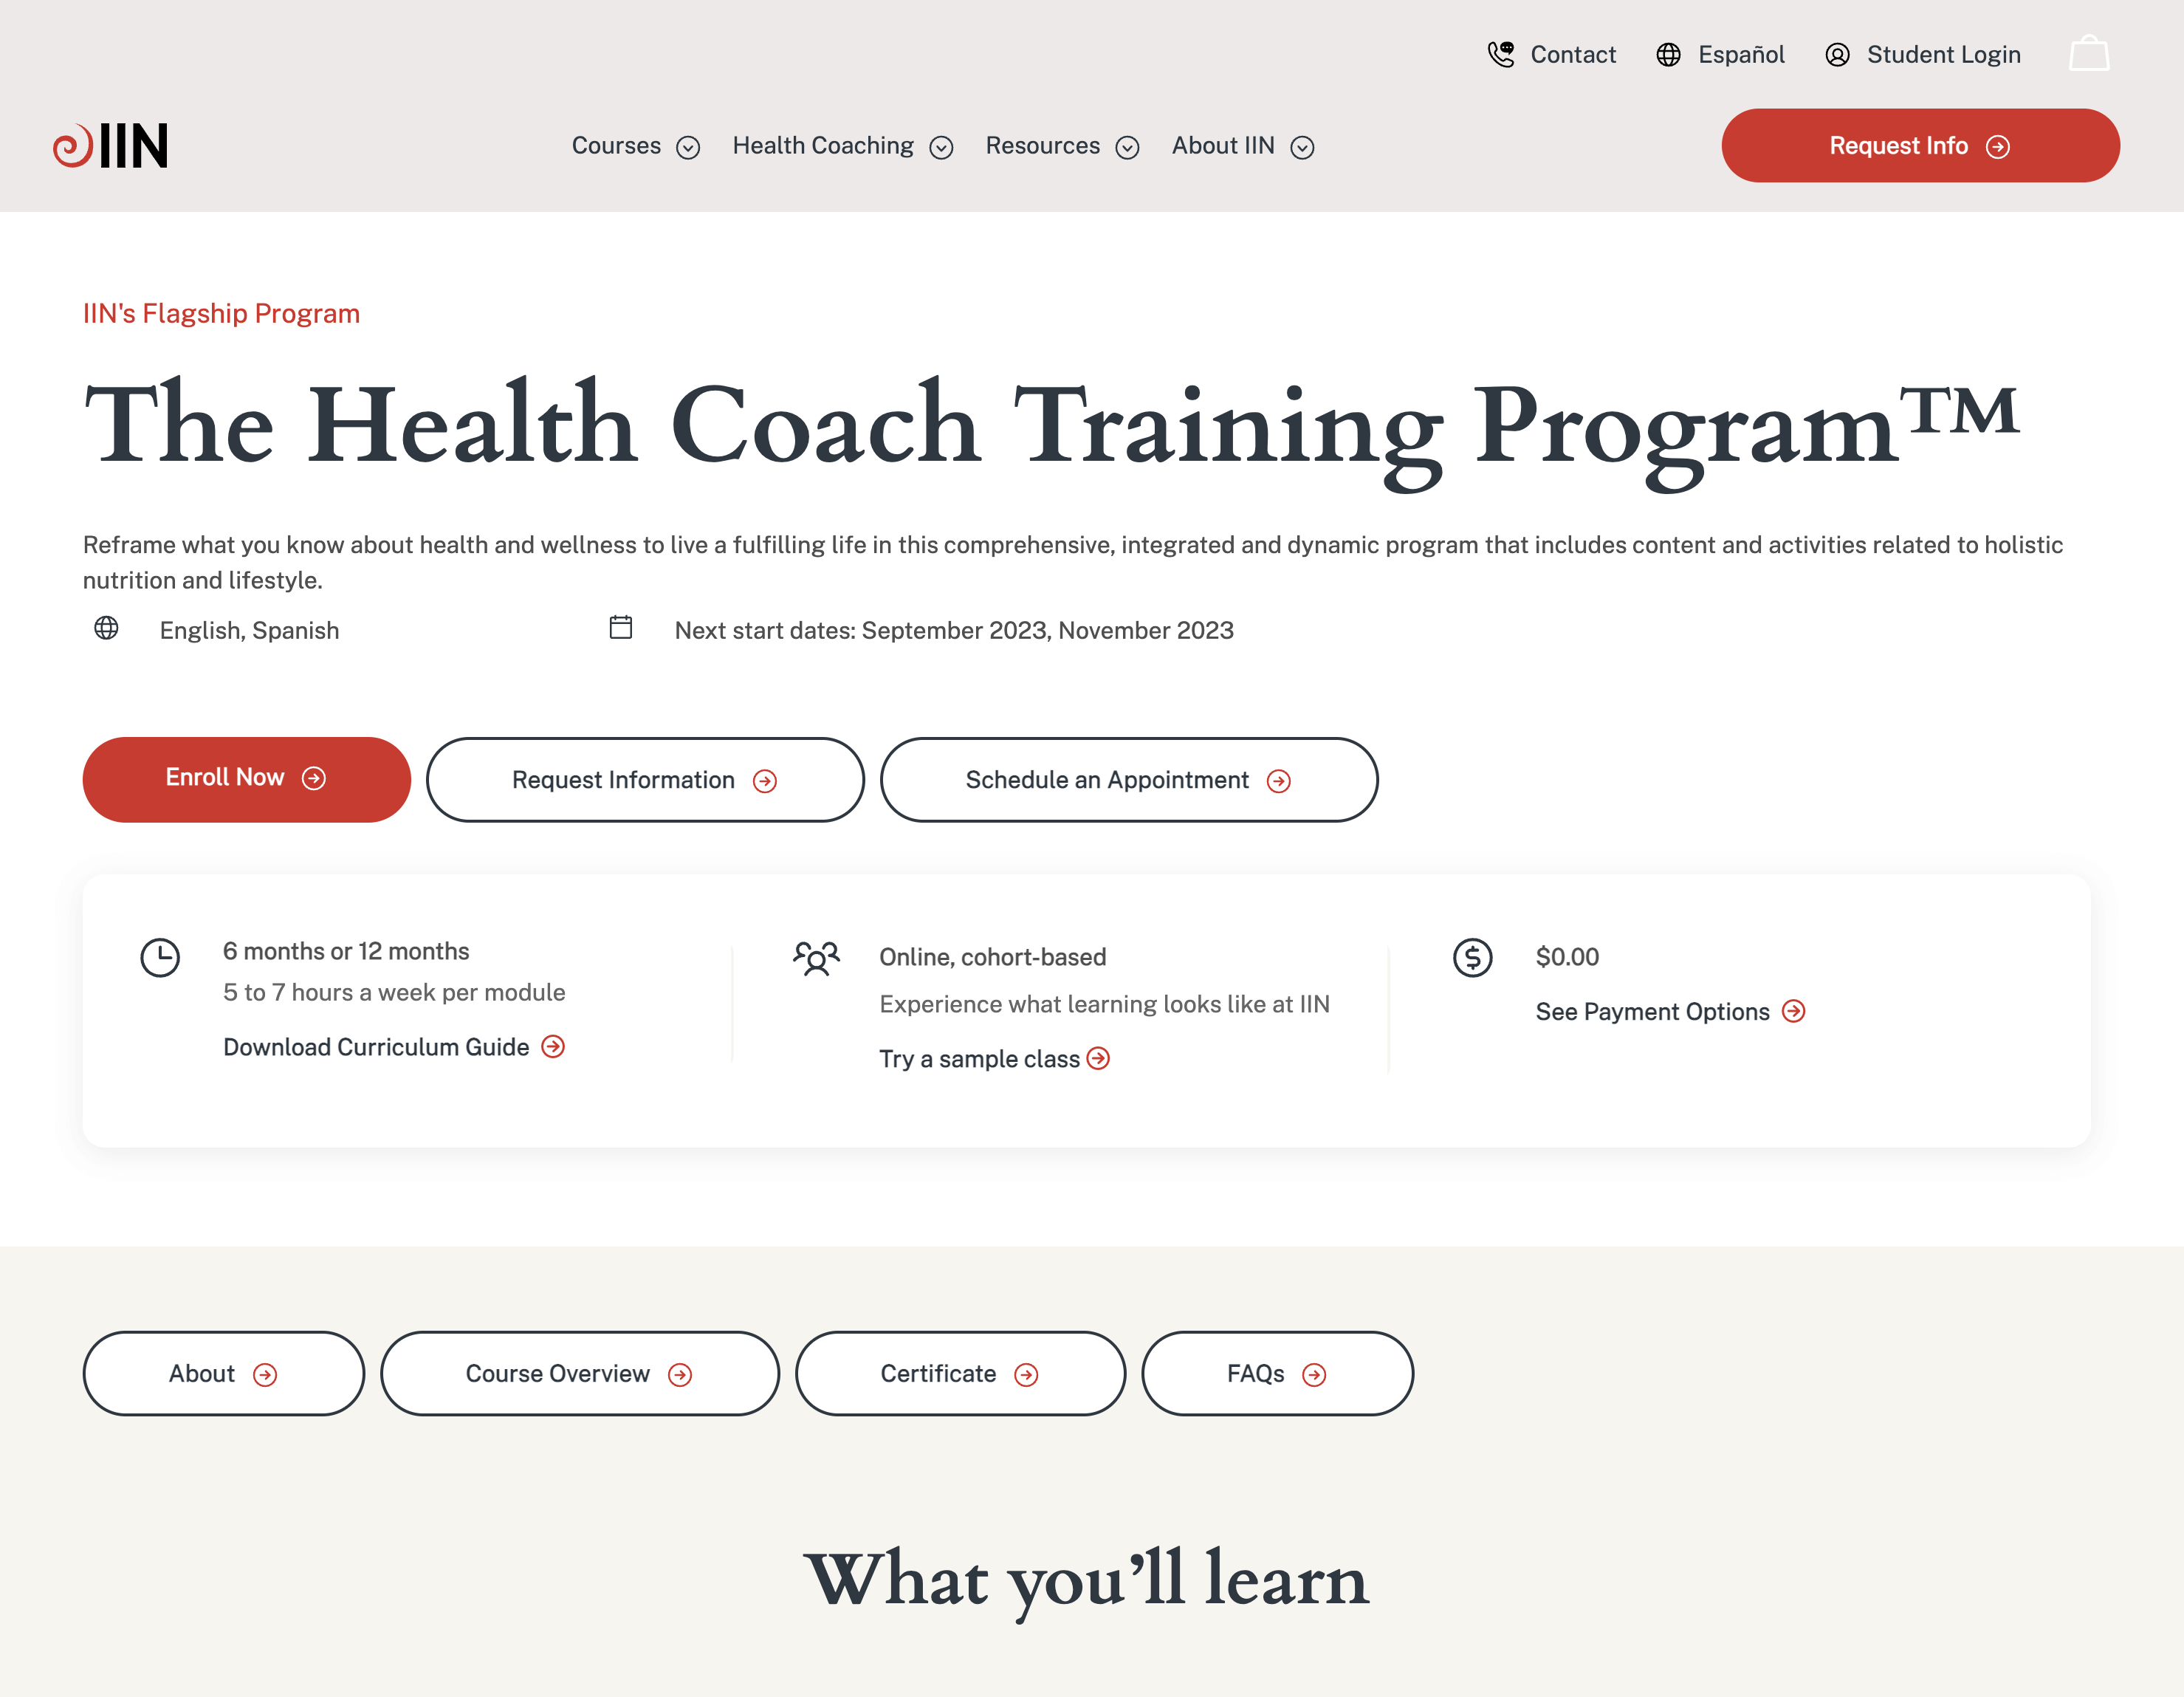 Contact
Español
Student Login
IIN
Courses
Health Coaching
Resources
About IIN
Request Info
IIN's Flagship Program
The Health Coach Training Program™
Reframe what you know about health and wellness to live a fulfilling life in this comprehensive, integrated and dynamic program that includes content and activities related to holistic
nutrition and lifestyle.
English, Spanish
Next start dates: September 2023, November 2023
Enroll Now
Request Information
Schedule an Appointment
6 months or 12 months
5 to 7 hours a week per module
Download Curriculum Guide
Online, cohort-based
Experience what learning looks like at IIN
Try a sample class
$0.00
See Payment Options
About
Course Overview
Certificate
FAQs
What you’ll learn